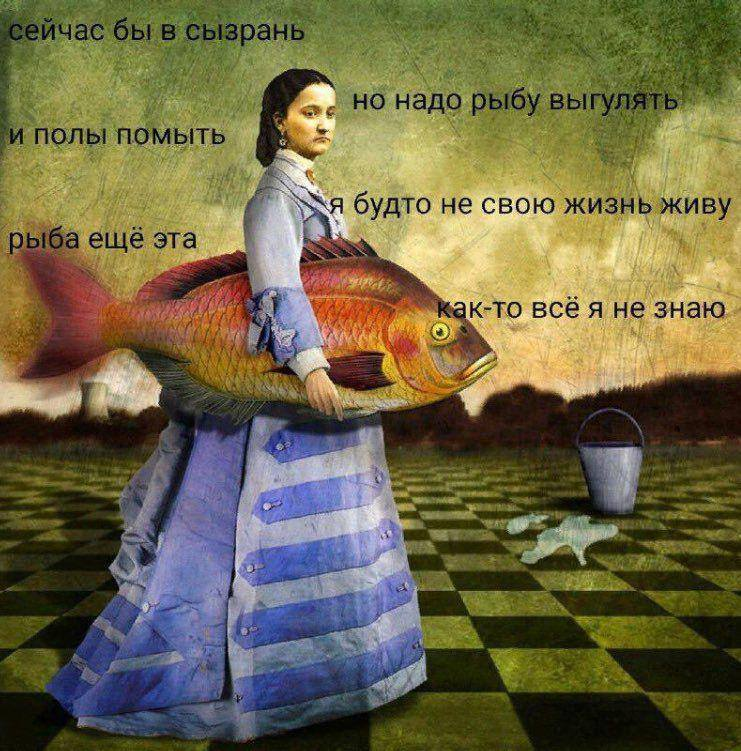 сейчас бы в сызрань
но надо рыбу выгулять
и полы помыть
я будто не свою жизнь живу
рыба ещё эта
как-то всё я не знаю